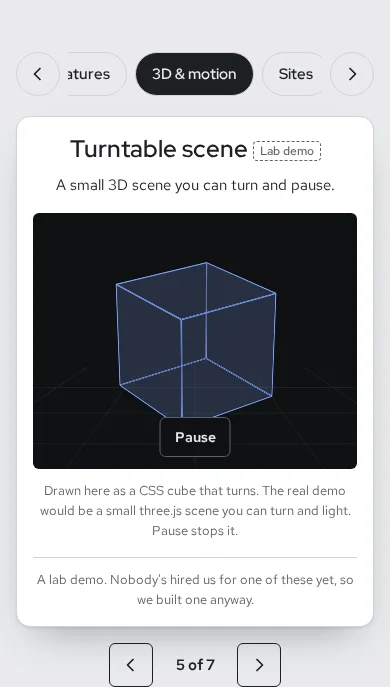 atures
3D & motion
Sites
Turntable scene
Lab demo
A small 3D scene you can turn and pause.
Pause
Drawn here as a CSS cube that turns. The real demo
would be a small three.js scene you can turn and light.
Pause stops it.
A lab demo. Nobody's hired us for one of these yet, so
we built one anyway.
5 of 7